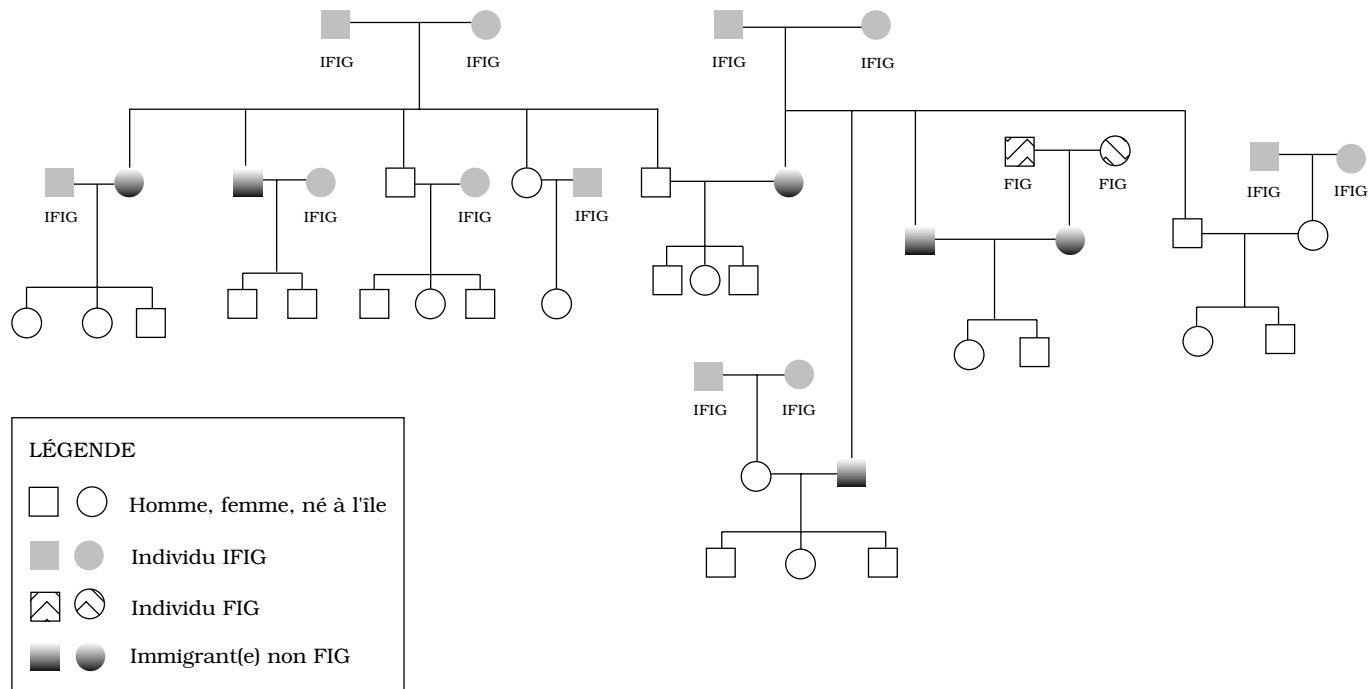 IFIG IFIG IFIG IFIG
FIG FIG
IFIG IFIG
IFIG IFIG IFIG IFIG
IFIG IFIG
LÉGENDE
Homme, femme, né à l'île
Individu IFIG
Individu FIG
Immigrant(e) non FIG